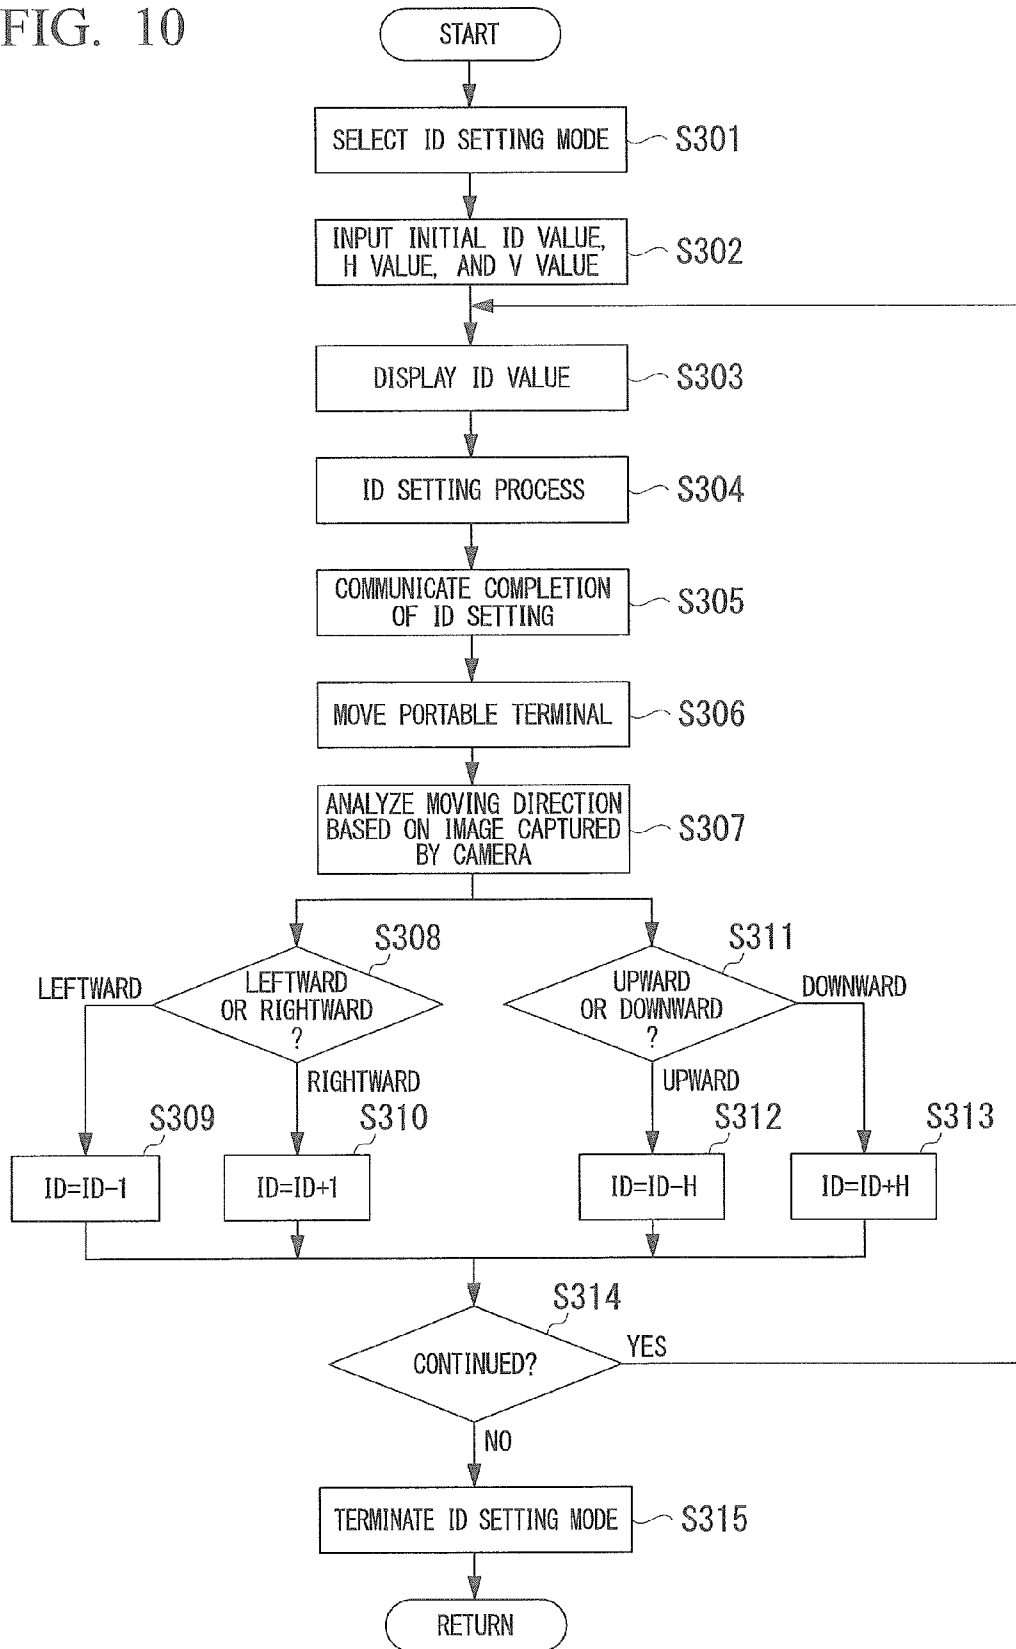 FIG. 10
START
SELECT ID SETTING MODE
S301
INPUT INITIAL ID VALUE,
H VALUE, AND V VALUE
S302
DISPLAY ID VALUE
S303
ID SETTING PROCESS
S304
COMMUNICATE COMPLETION
OF ID SETTING
S305
MOVE PORTABLE TERMINAL
S306
ANALYZE MOVING DIRECTION
BASED ON IMAGE CAPTURED
BY CAMERA
S307
S308
LEFTWARD
LEFTWARD
OR RIGHTWARD
?
RIGHTWARD
S311
UPWARD
OR DOWNWARD
?
DOWNWARD
UPWARD
S309
ID=ID-1
S310
ID=ID+1
S312
ID=ID-H
S313
ID=ID+H
S314
CONTINUED?
YES
NO
TERMINATE ID SETTING MODE
S315
RETURN